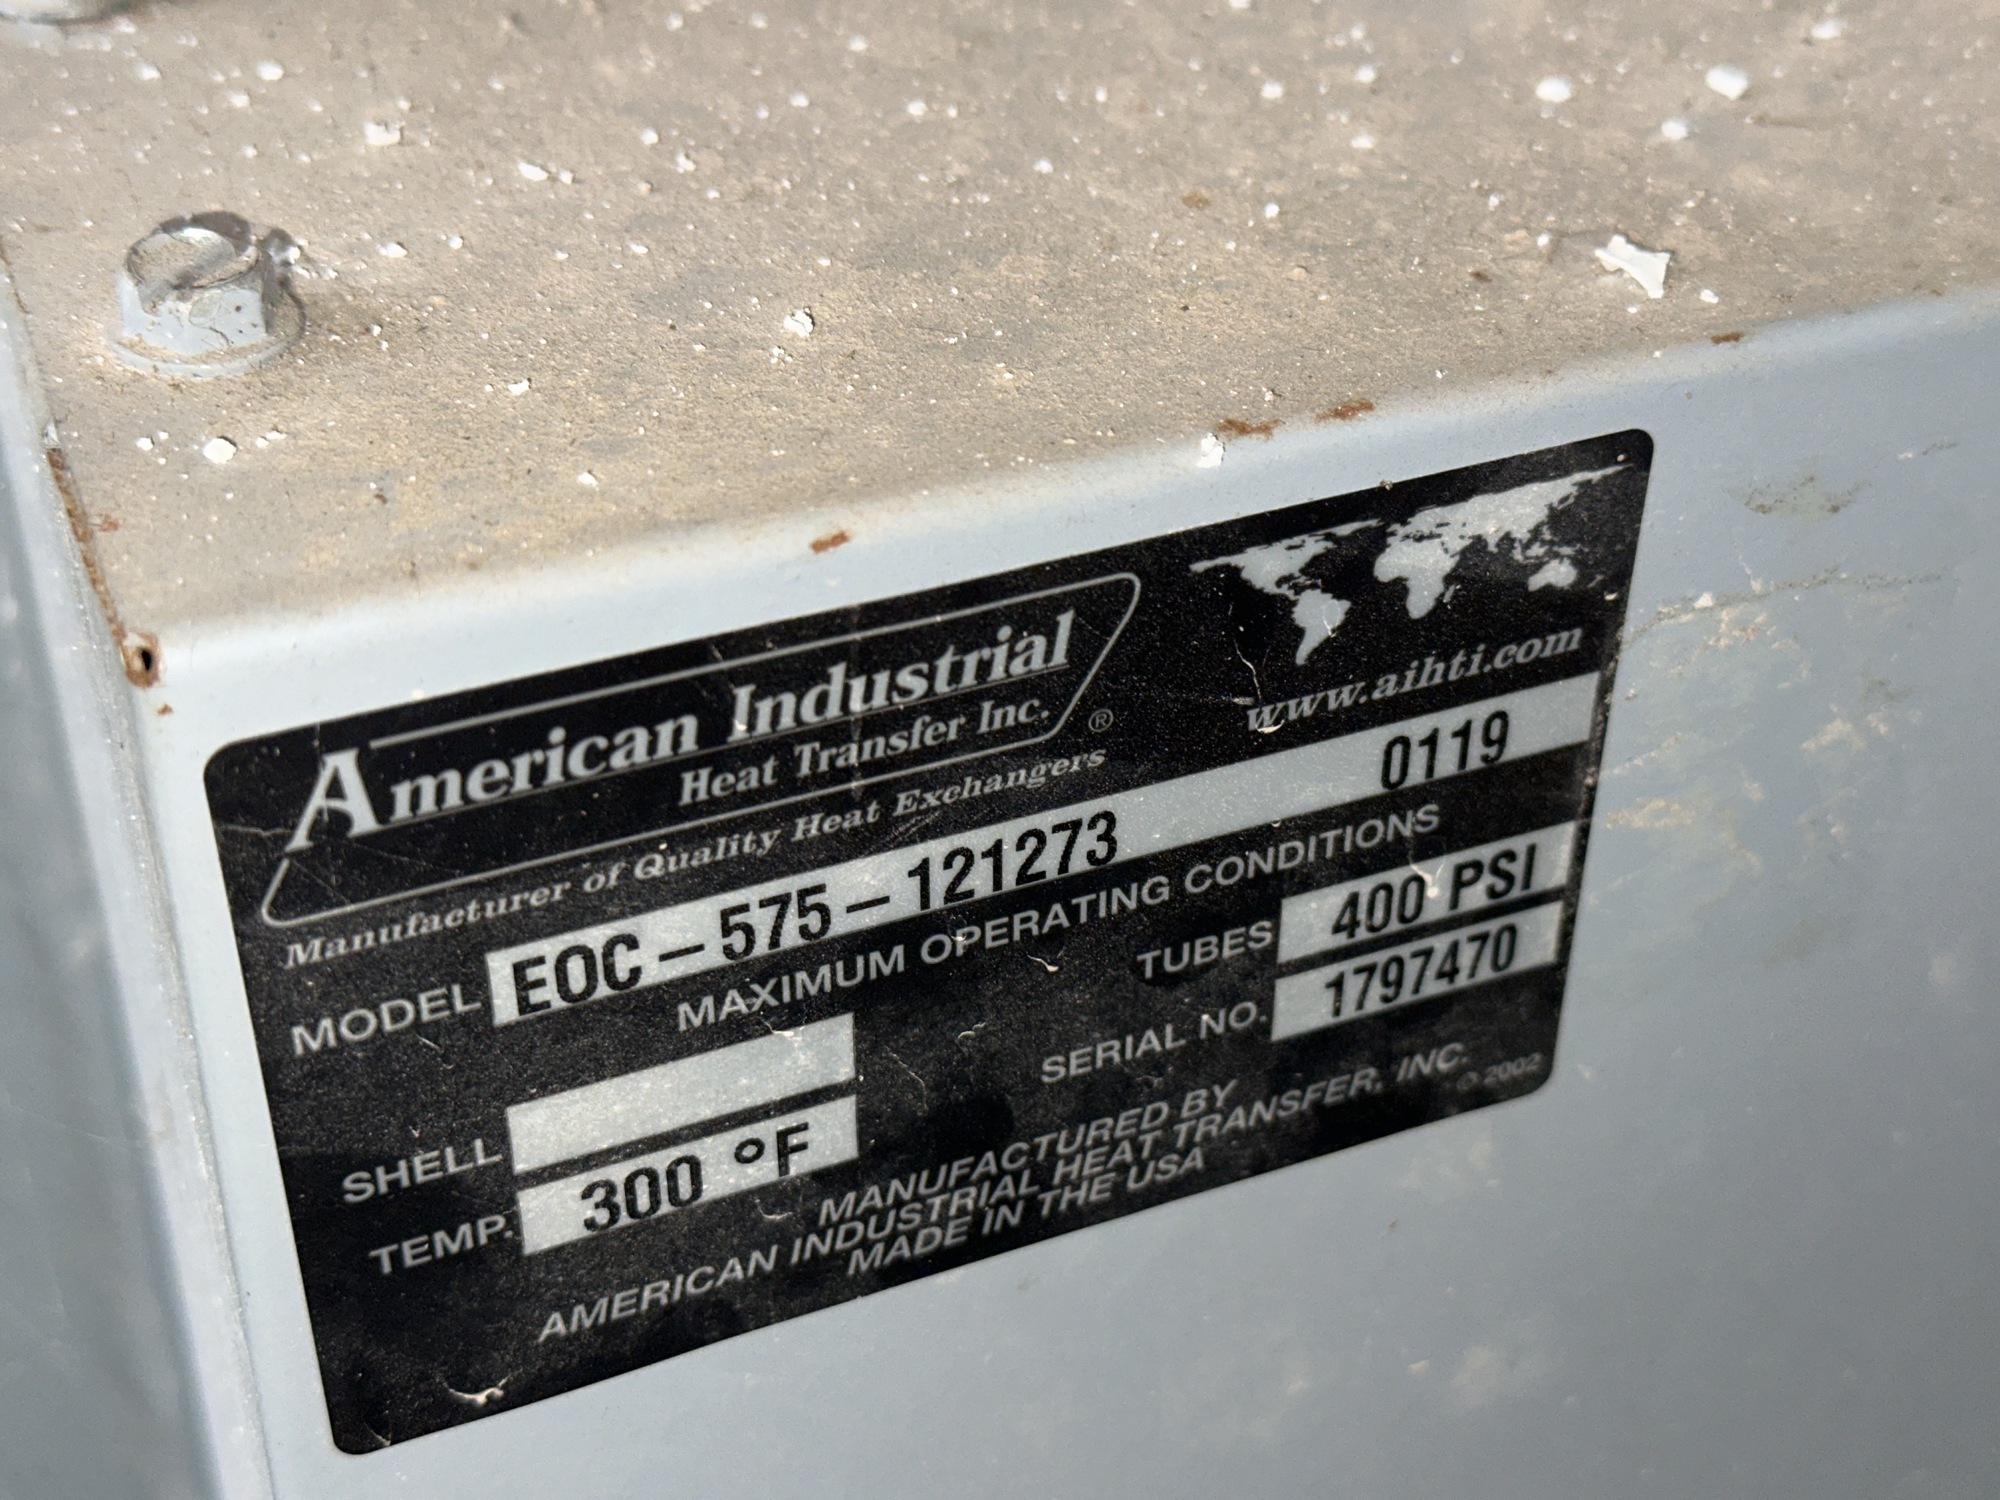 American Industrial
Heat Transfer Inc. ®
Manufacturer of Quality Heat Exchangers
www.aihti.com
MODEL EOC-575-121273 0119
MAXIMUM OPERATING CONDITIONS
SHELL TUBES 400 PSI
TEMP. 300 °F SERIAL NO. 1797470
MANUFACTURED BY
AMERICAN INDUSTRIAL HEAT TRANSFER, INC.
MADE IN THE USA
© 2002